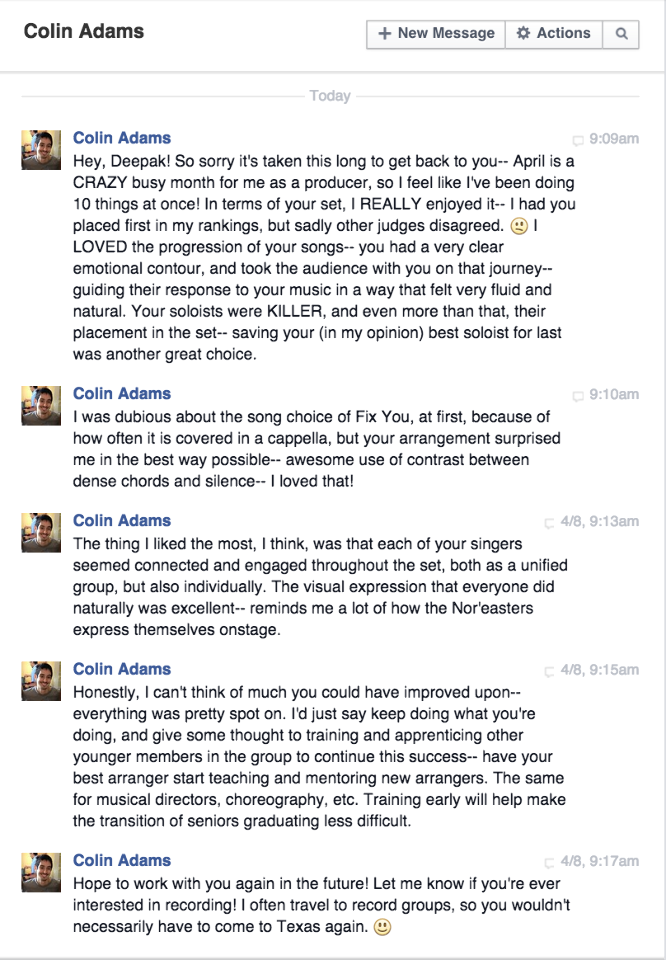 Colin Adams
New Message
Actions
Today
Colin Adams 9:09am
Hey, Deepak! So sorry it's taken this long to get back to you-- April is a
CRAZY busy month for me as a producer, so I feel like I've been doing
10 things at once! In terms of your set, I REALLY enjoyed it-- I had you
placed first in my rankings, but sadly other judges disagreed. I
LOVED the progression of your songs-- you had a very clear
emotional contour, and took the audience with you on that journey--
guiding their response to your music in a way that felt very fluid and
natural. Your soloists were KILLER, and even more than that, their
placement in the set-- saving your (in my opinion) best soloist for last
was another great choice.
Colin Adams 9:10am
I was dubious about the song choice of Fix You, at first, because of
how often it is covered in a cappella, but your arrangement surprised
me in the best way possible-- awesome use of contrast between
dense chords and silence-- I loved that!
Colin Adams 4/8, 9:13am
The thing I liked the most, I think, was that each of your singers
seemed connected and engaged throughout the set, both as a unified
group, but also individually. The visual expression that everyone did
naturally was excellent-- reminds me a lot of how the Nor'easters
express themselves onstage.
Colin Adams 4/8, 9:15am
Honestly, I can't think of much you could have improved upon--
everything was pretty spot on. I'd just say keep doing what you're
doing, and give some thought to training and apprenticing other
younger members in the group to continue this success-- have your
best arranger start teaching and mentoring new arrangers. The same
for musical directors, choreography, etc. Training early will help make
the transition of seniors graduating less difficult.
Colin Adams 4/8, 9:17am
Hope to work with you again in the future! Let me know if you're ever
interested in recording! I often travel to record groups, so you wouldn't
necessarily have to come to Texas again.